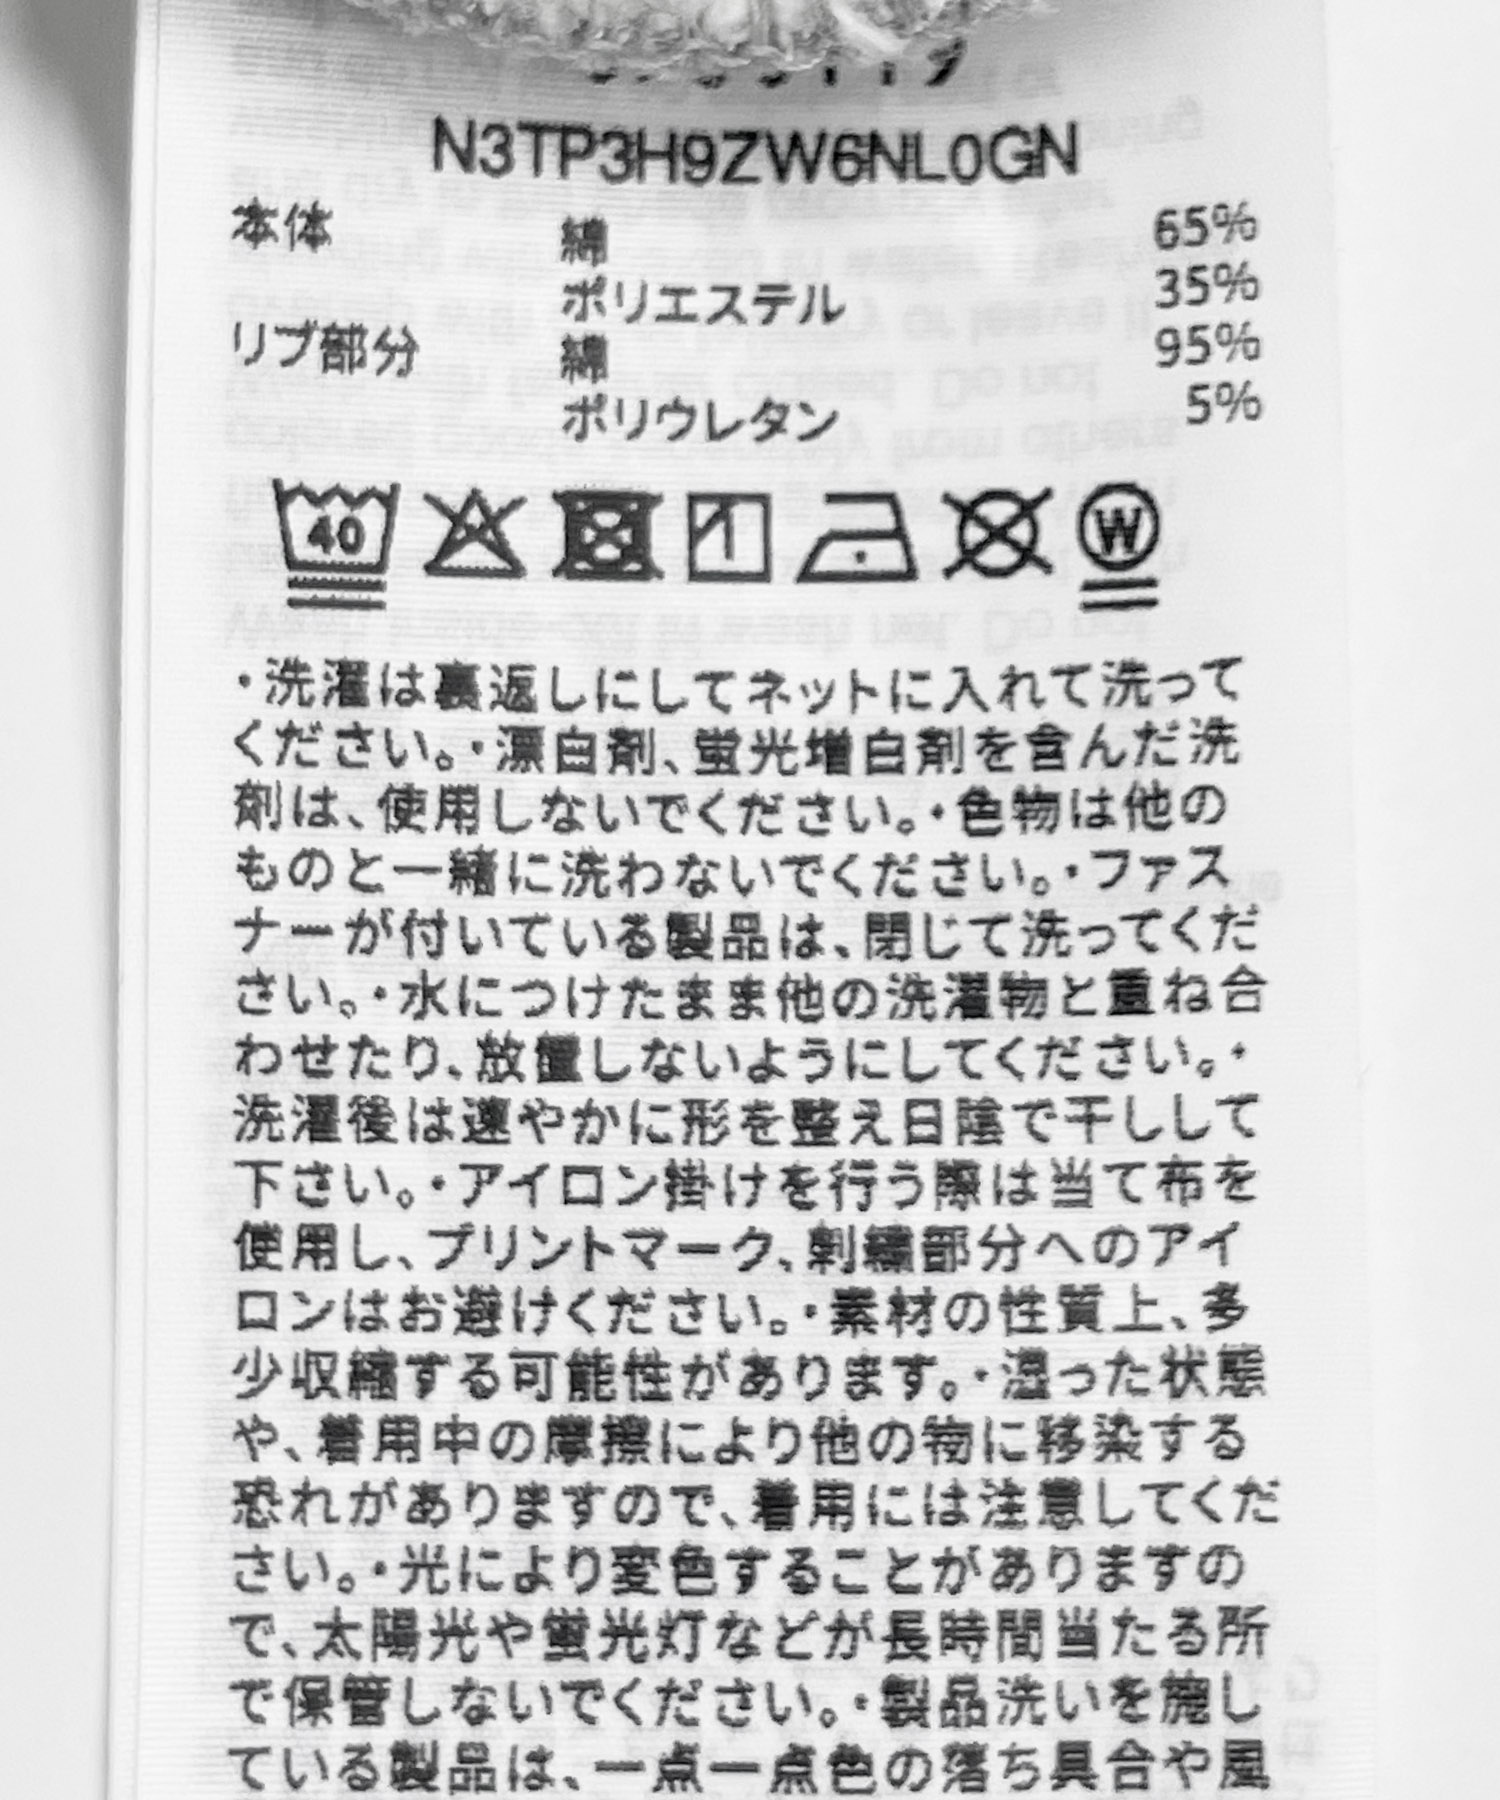 N3TP3H9ZW6NL0GN
本体 綿 65%
ポリエステル 35%
リブ部分 綿 95%
ポリウレタン 5%
40 W
・洗濯は裏返しにしてネットに入れて洗って
ください。・漂白剤、蛍光増白剤を含んだ洗
剤は、使用しないでください。・色物は他の
ものと一緒に洗わないでください。・ファス
ナーが付いている製品は、閉じて洗ってくだ
さい。・水につけたまま他の洗濯物と重ね合
わせたり、放置しないようにしてください。・
洗濯後は速やかに形を整え日陰で干しして
下さい。・アイロン掛けを行う際は当て布を
使用し、プリントマーク、刺繍部分へのアイ
ロンはお避けください。・素材の性質上、多
少収縮する可能性があります。・湿った状態
や、着用中の摩擦により他の物に移染する
恐れがありますので、着用には注意してくだ
さい。・光により変色することがありますの
で、太陽光や蛍光灯などが長時間当たる所
で保管しないでください。・製品洗いを施し
ている製品は、一点一点色の落ち具合や風